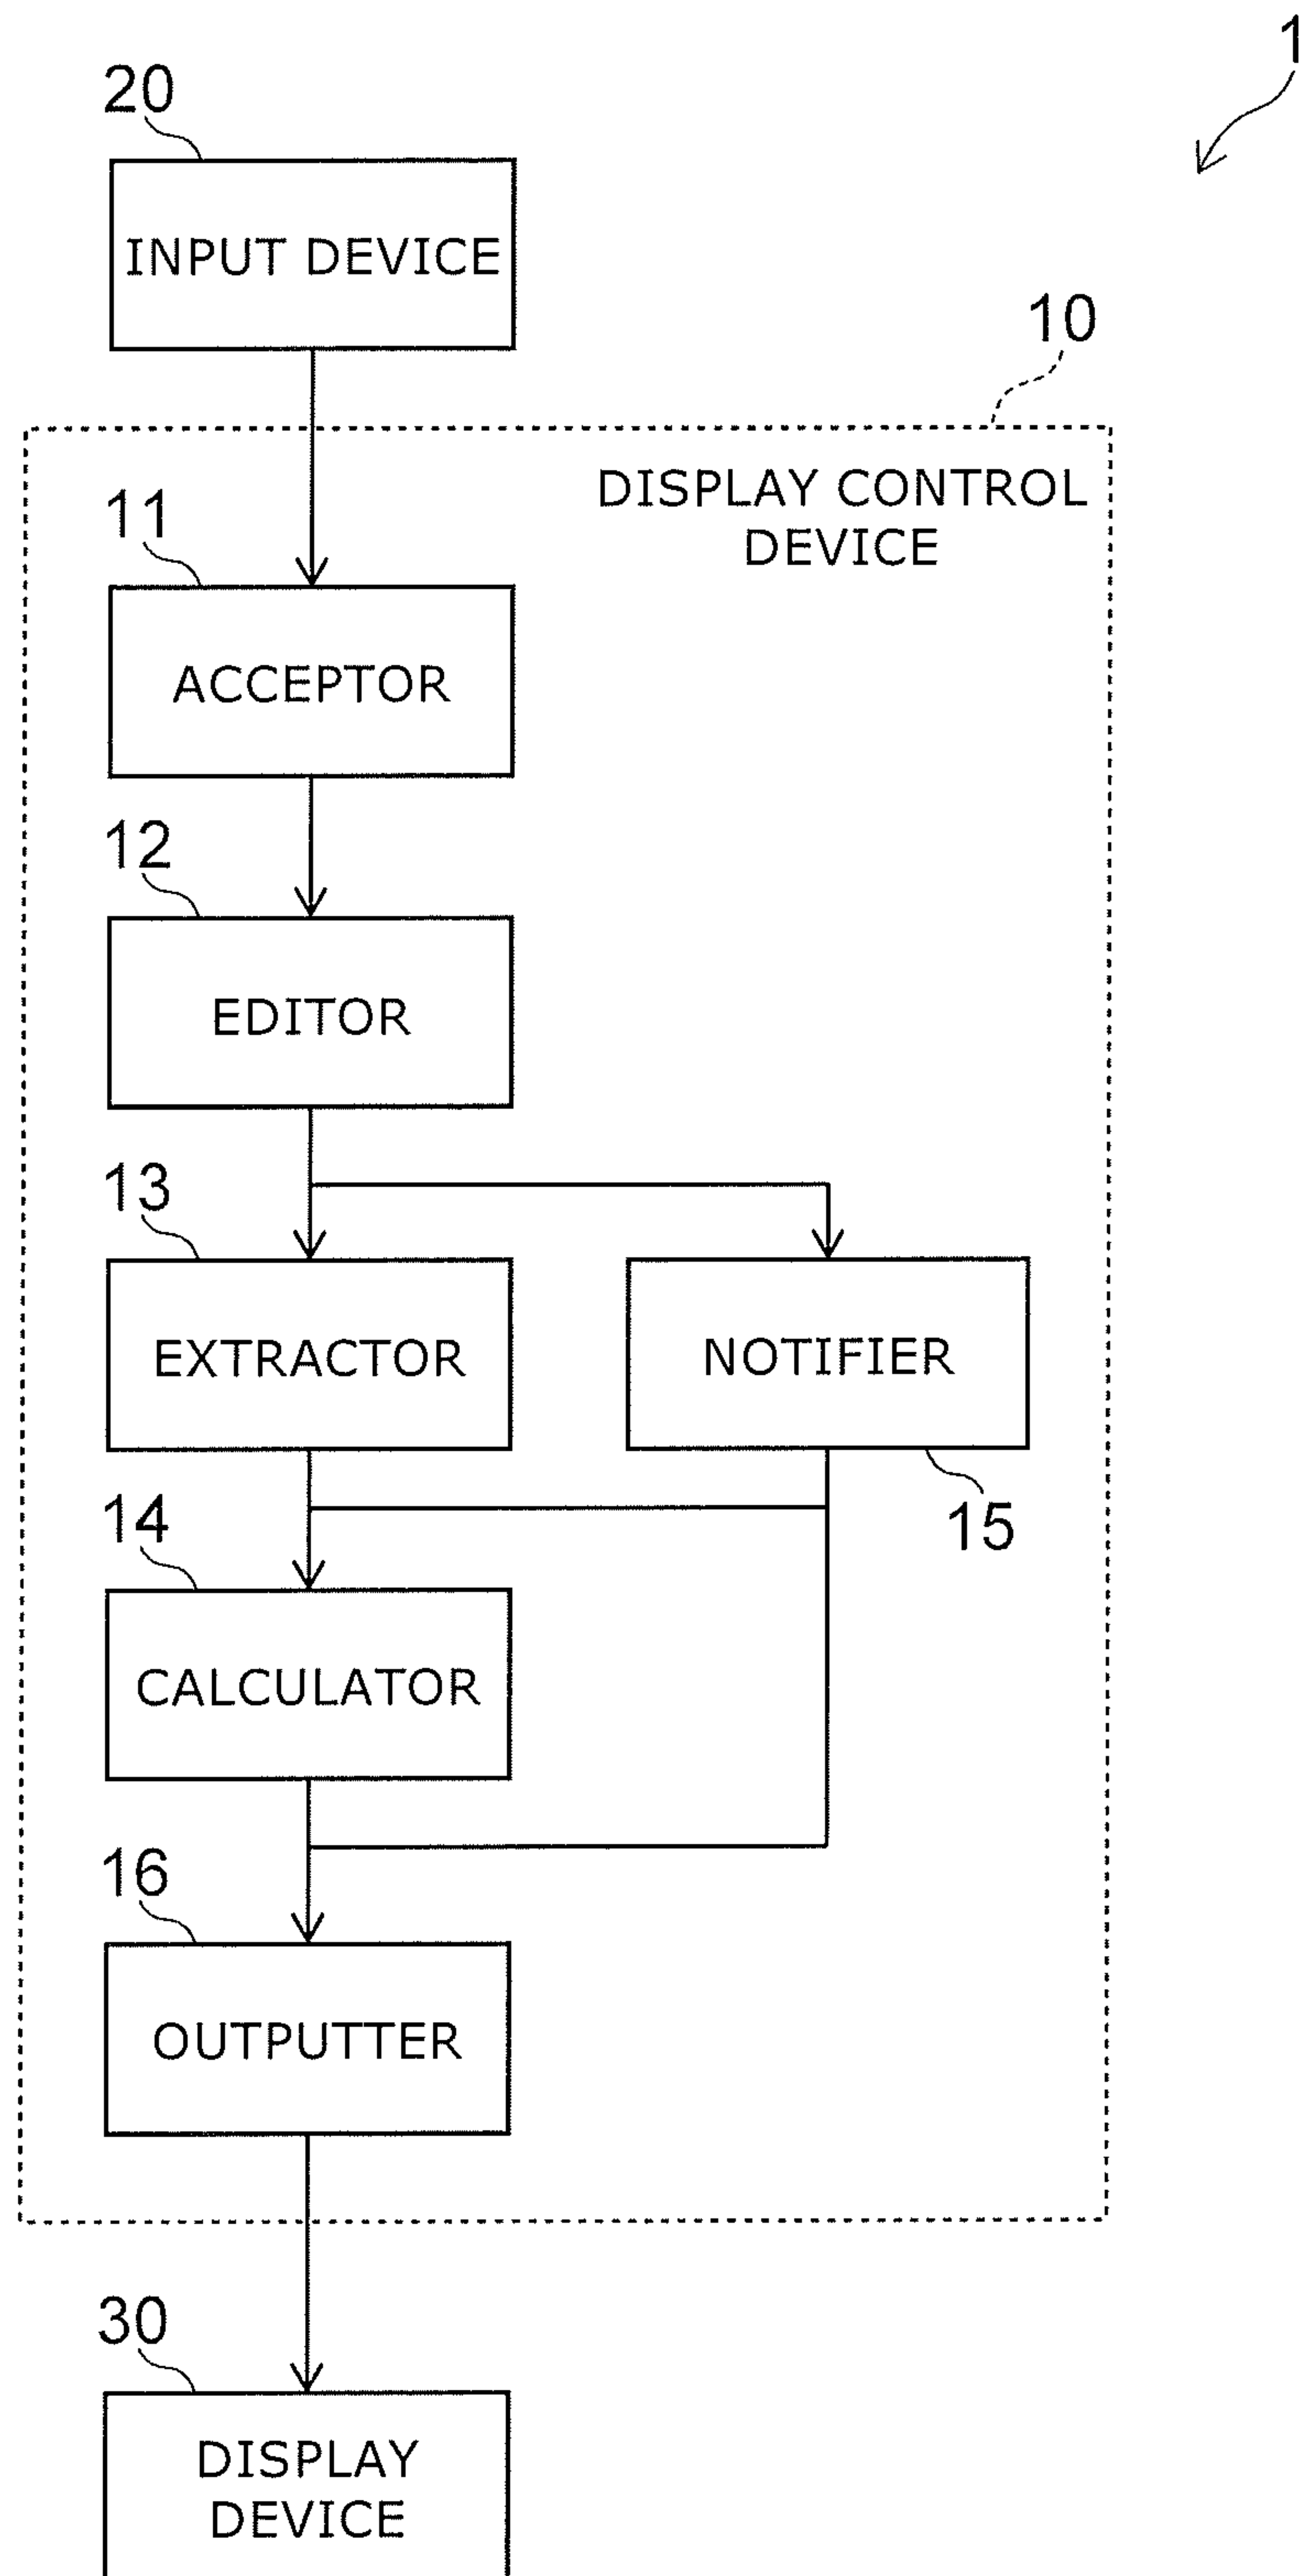 1
20
INPUT DEVICE
10
DISPLAY CONTROL
DEVICE
11
ACCEPTOR
12
EDITOR
13
EXTRACTOR
NOTIFIER
15
14
CALCULATOR
16
OUTPUTTER
30
DISPLAY
DEVICE